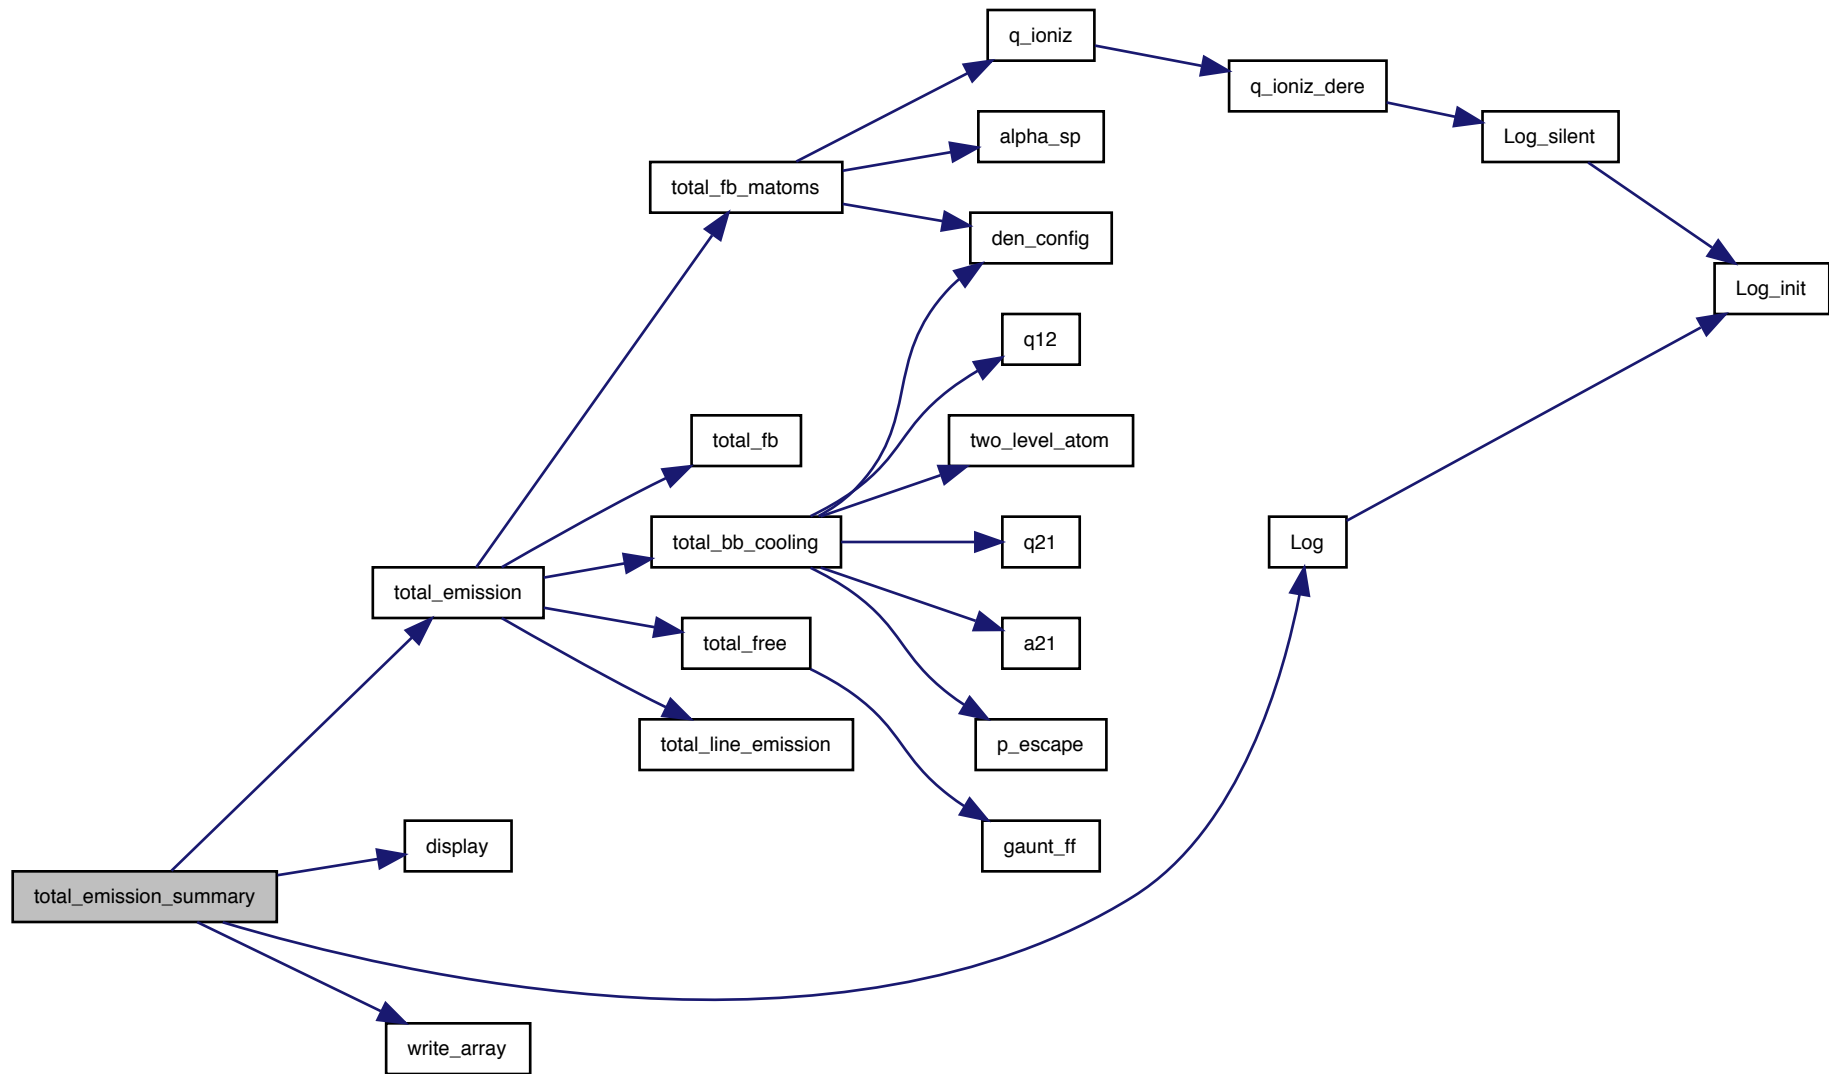 q_ioniz
q_ioniz_dere
alpha_sp
Log_silent
total_fb_matoms
den_config
Log_init
q12
total_fb
two_level_atom
total_bb_cooling
q21
Log
total_emission
total_free
a21
total_line_emission
p_escape
display
gaunt_ff
total_emission_summary
write_array